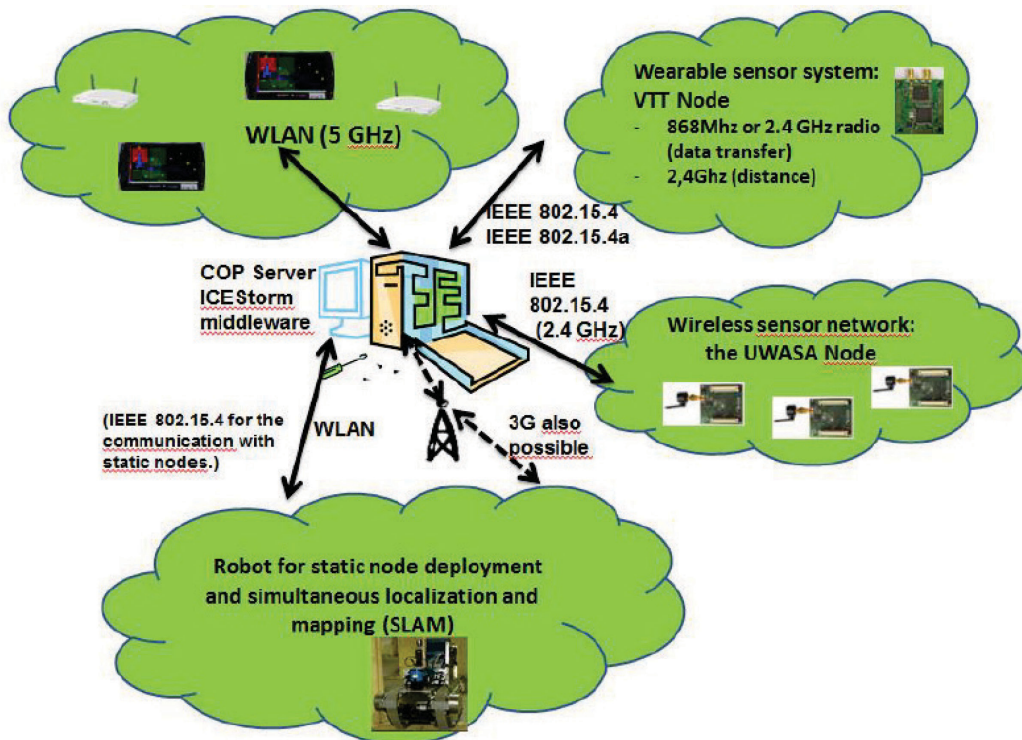 WLAN (5 GHz)
Wearable sensor system:
VTT Node
- 868Mhz or 2.4 GHz radio
(data transfer)
- 2,4Ghz (distance)
IEEE 802.15.4
IEEE 802.15.4a
COP Server
ICEStorm
middleware
IEEE
802.15.4
(2.4 GHz)
Wireless sensor network:
the UWASA Node
(IEEE 802.15.4 for the
communication with
static nodes.)
WLAN
3G also
possible
Robot for static node deployment
and simultaneous localization and
mapping (SLAM)